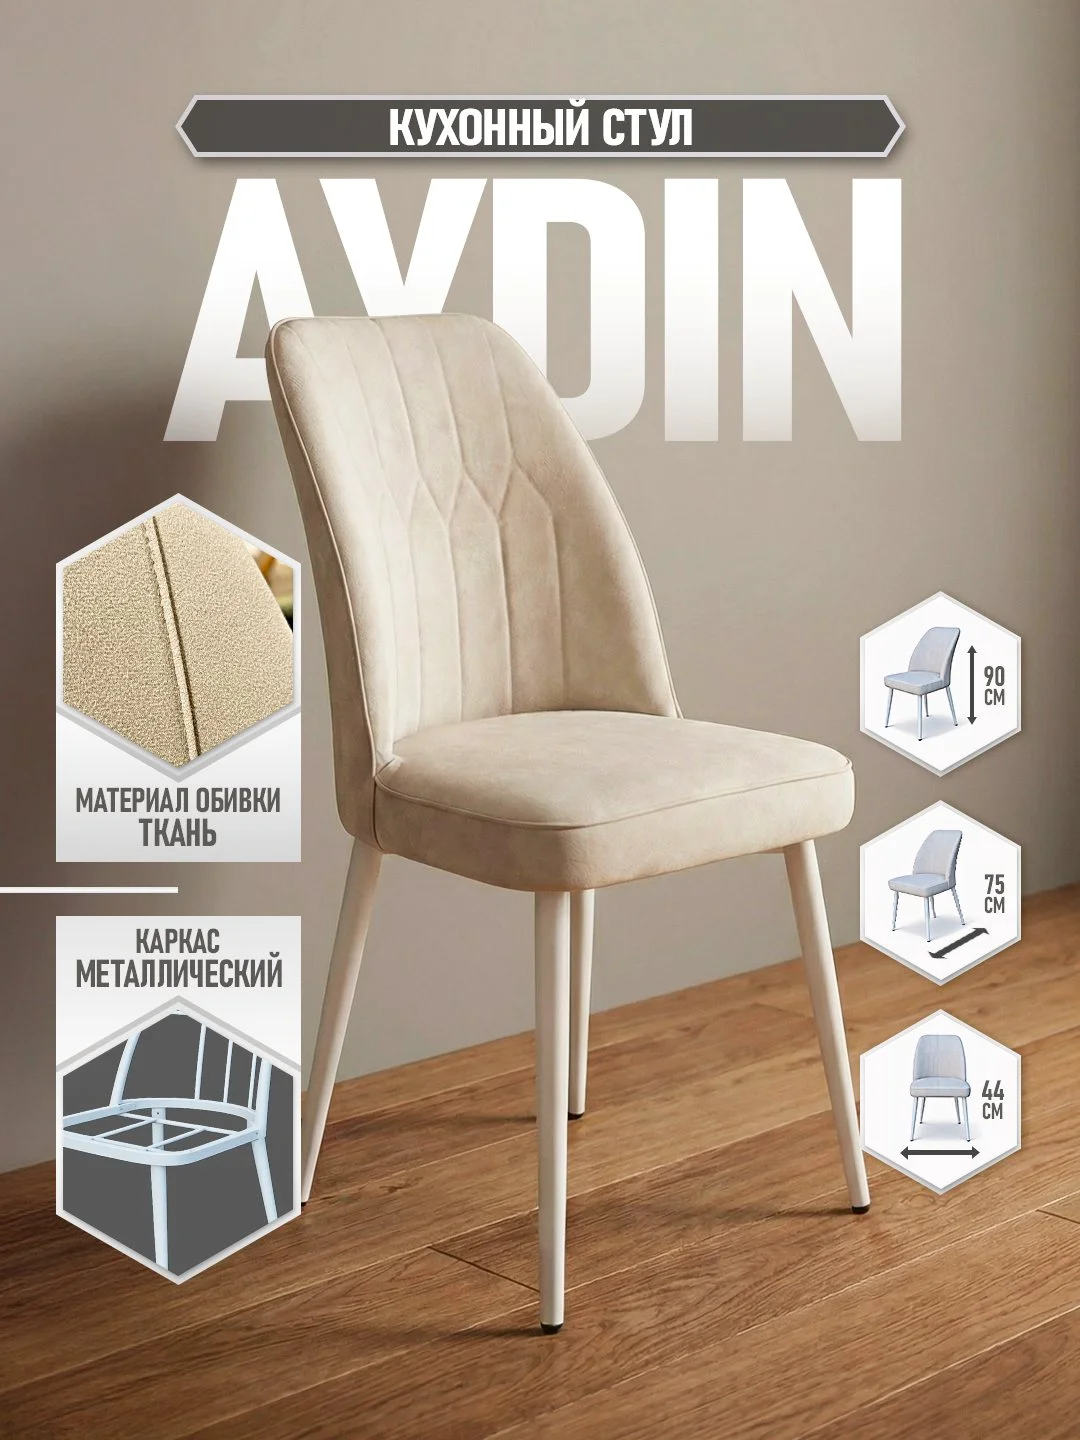 КУХОННЫЙ СТУЛ
AYDIN
МАТЕРИАЛ ОБИВКИ
ТКАНЬ
КАРКАС
МЕТАЛЛИЧЕСКИЙ
90
СМ
75
СМ
44
СМ